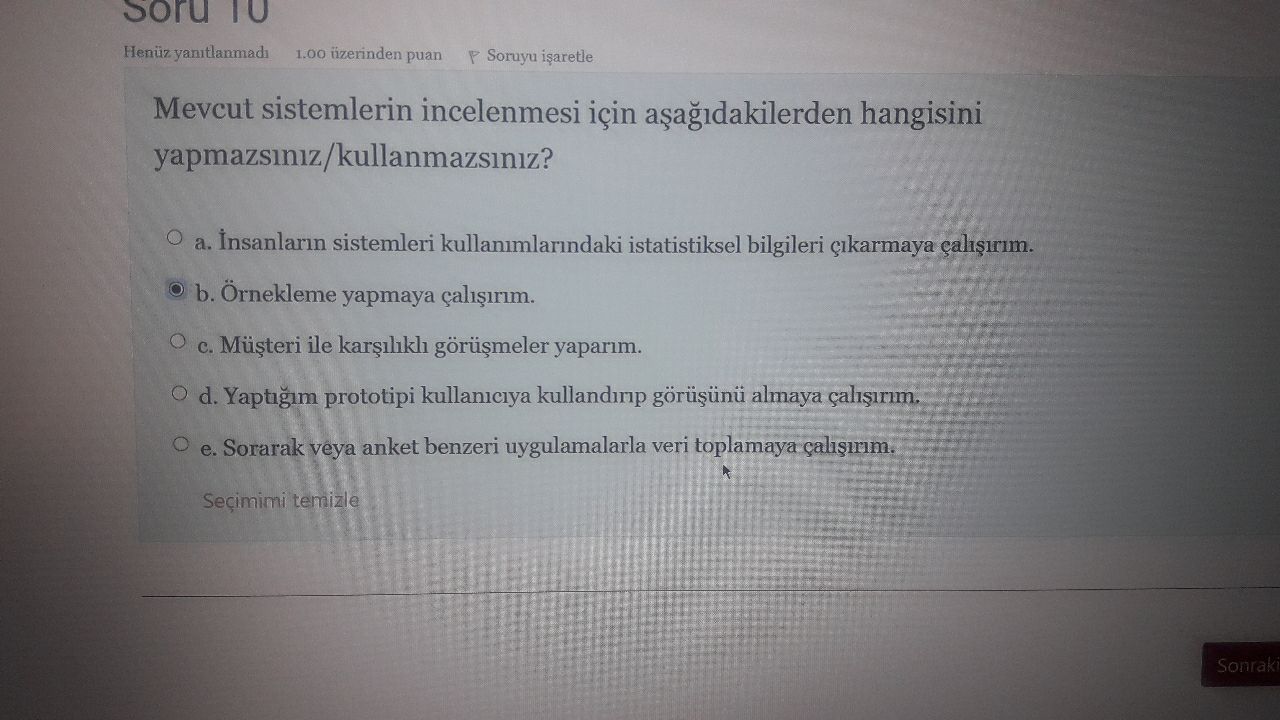 Soru 10
Henüz yanıtlanmadı 1.00 üzerinden puan Soruyu işaretle
Mevcut sistemlerin incelenmesi için aşağıdakilerden hangisini
yapmazsınız/kullanmazsınız?
a. İnsanların sistemleri kullanımlarındaki istatistiksel bilgileri çıkarmaya çalışırım.
b. Örnekleme yapmaya çalışırım.
c. Müşteri ile karşılıklı görüşmeler yaparım.
d. Yaptığım prototipi kullanıcıya kullandırıp görüşünü almaya çalışırım.
e. Sorarak veya anket benzeri uygulamalarla veri toplamaya çalışırım.
Seçimimi temizle
Sonraki